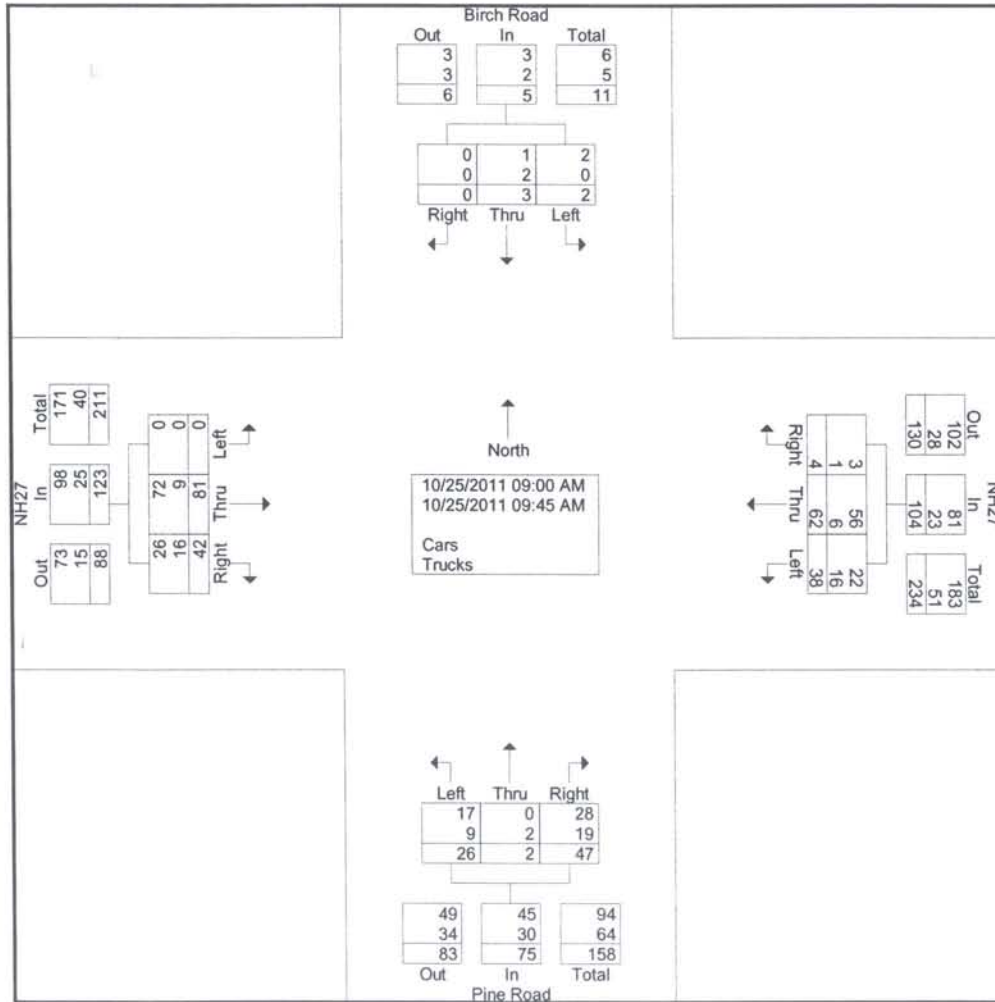 Birch Road
Out In Total
3 3 6
3 2 5
6 5 11
0 1 2
0 2 0
0 3 2
Right Thru Left
NH27
Total In Out
171 98 73
40 25 15
211 123 88
0 72 26
0 9 16
0 81 42
Left Thru Right
North
10/25/2011 09:00 AM
10/25/2011 09:45 AM
Cars
Trucks
NH27
Out In Total
102 81 183
28 23 51
130 104 234
3 56 22
1 6 16
4 62 38
Right Thru Left
Left Thru Right
17 0 28
9 2 19
26 2 47
49 45 94
34 30 64
83 75 158
Out In Total
Pine Road